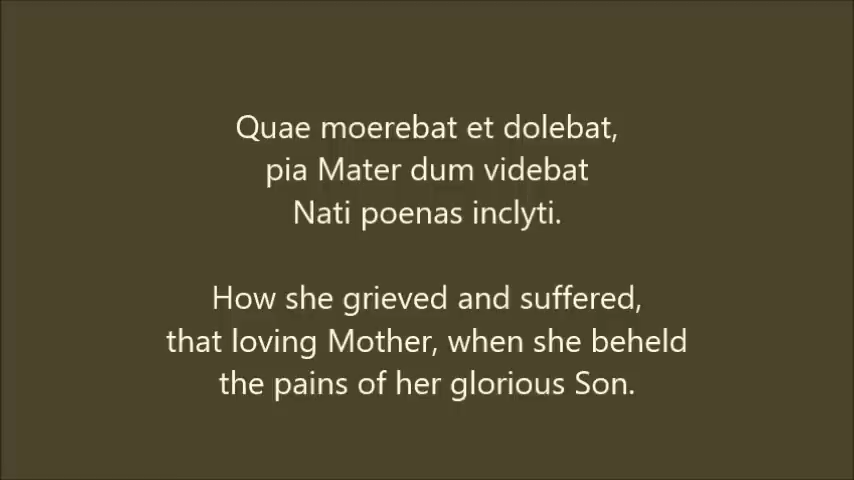 Quae moerebat et dolebat,
pia Mater dum videbat
Nati poenas inclyti.
How she grieved and suffered,
that loving Mother, when she beheld
the pains of her glorious Son.